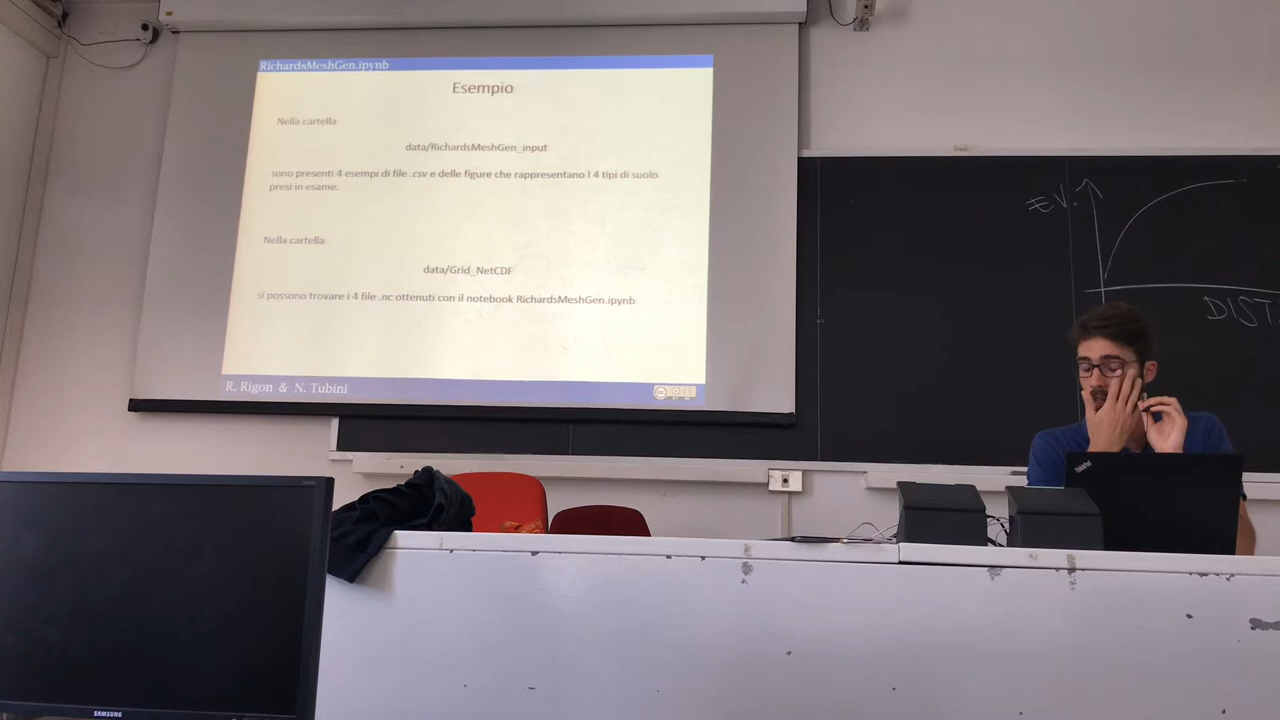 RichardsMeshGen.ipynb
Esempio
Nella cartella
data/RichardsMeshGen_input
sono presenti 4 esempi di file .csv e delle figure che rappresentano I 4 tipi di suolo
presi in esame.
Nella cartella
data/Grid_NetCDF
si possono trovare i 4 file .nc ottenuti con il notebook RichardsMeshGen.ipynb
R. Rigon & N. Tubini
cc
DIST
ThinkPad
SAMSUNG